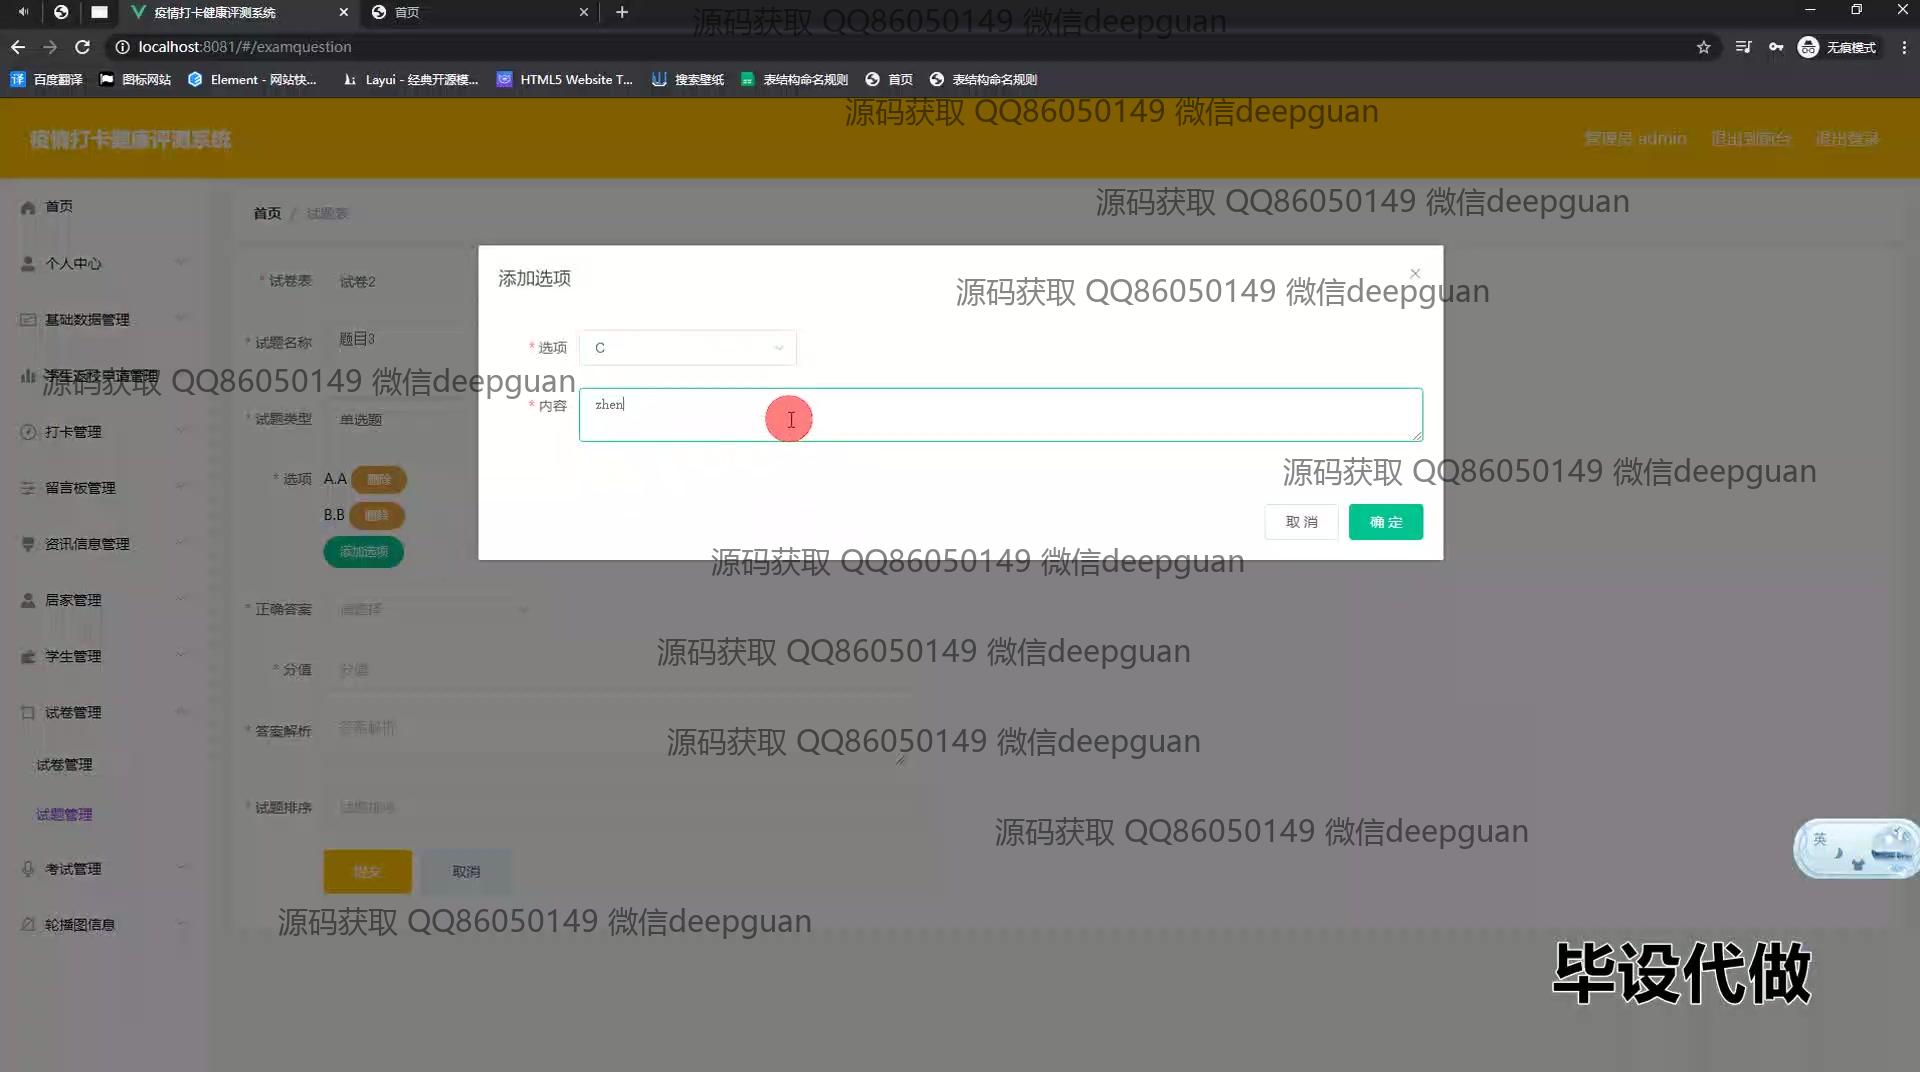 疫情打卡健康评测系统
首页
源码获取 QQ86050149 微信deepguan
localhost:8081/#/examquestion
无痕模式
百度翻译
图标网站
Element - 网站快...
Layui - 经典开源模...
HTML5 Website T...
搜索壁纸
表结构命名规则
首页
表结构命名规则
源码获取 QQ86050149 微信deepguan
疫情打卡健康评测系统
管理员 admin
退出到前台
退出登录
源码获取 QQ86050149 微信deepguan
首页
首页 / 试题表
个人中心
添加选项
* 试卷表 试卷2
源码获取 QQ86050149 微信deepguan
基础数据管理
* 试题名称 题目3
* 选项 C
学生返校申请管理
源码获取 QQ86050149 微信deepguan
* 内容 zhen
* 试题类型 单选题
打卡管理
* 选项 A.A 删除
源码获取 QQ86050149 微信deepguan
留言板管理
B.B 删除
取 消
确 定
资讯信息管理
添加选项
源码获取 QQ86050149 微信deepguan
居家管理
* 正确答案 请选择
学生管理
* 分值 分值
源码获取 QQ86050149 微信deepguan
试卷管理
* 答案解析 答案解析
源码获取 QQ86050149 微信deepguan
试卷管理
试题管理
* 试题排序 试题排序
源码获取 QQ86050149 微信deepguan
英
考试管理
提交
取消
轮播图信息
源码获取 QQ86050149 微信deepguan
毕设代做